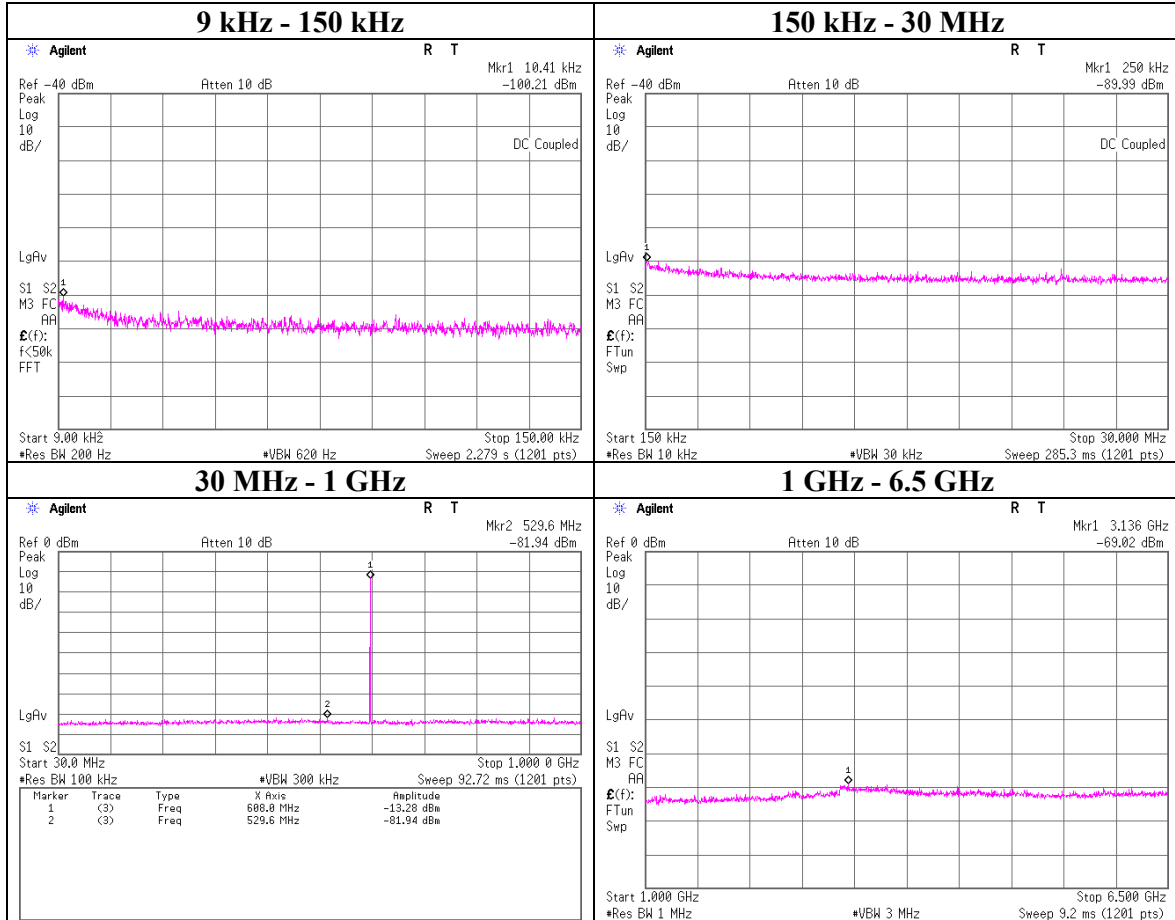 9 kHz - 150 kHz
Agilent R T
Mkr1 10.41 kHz
Ref -40 dBm Atten 10 dB -100.21 dBm
Peak
Log
10
dB/
DC Coupled
LgAv
1
S1 S2
M3 FC
AA
£(f):
f<50k
FFT
Start 9.00 kHz Stop 150.00 kHz
#Res BW 200 Hz #VBW 620 Hz Sweep 2.279 s (1201 pts)
150 kHz - 30 MHz
Agilent R T
Mkr1 250 kHz
Ref -40 dBm Atten 10 dB -89.99 dBm
Peak
Log
10
dB/
DC Coupled
1
LgAv
S1 S2
M3 FC
AA
£(f):
FTun
Swp
Start 150 kHz Stop 30.000 MHz
#Res BW 10 kHz #VBW 30 kHz Sweep 285.3 ms (1201 pts)
30 MHz - 1 GHz
Agilent R T
Mkr2 529.6 MHz
Ref 0 dBm Atten 10 dB -81.94 dBm
Peak
Log
10
dB/
1
2
LgAv
S1 S2
Start 30.0 MHz Stop 1.000 0 GHz
#Res BW 100 kHz #VBW 300 kHz Sweep 92.72 ms (1201 pts)
Marker Trace Type X Axis Amplitude
1 (3) Freq 608.0 MHz -13.28 dBm
2 (3) Freq 529.6 MHz -81.94 dBm
1 GHz - 6.5 GHz
Agilent R T
Mkr1 3.136 GHz
Ref 0 dBm Atten 10 dB -69.02 dBm
Peak
Log
10
dB/
LgAv
S1 S2
M3 FC
1
AA
£(f):
FTun
Swp
Start 1.000 GHz Stop 6.500 GHz
#Res BW 1 MHz #VBW 3 MHz Sweep 9.2 ms (1201 pts)